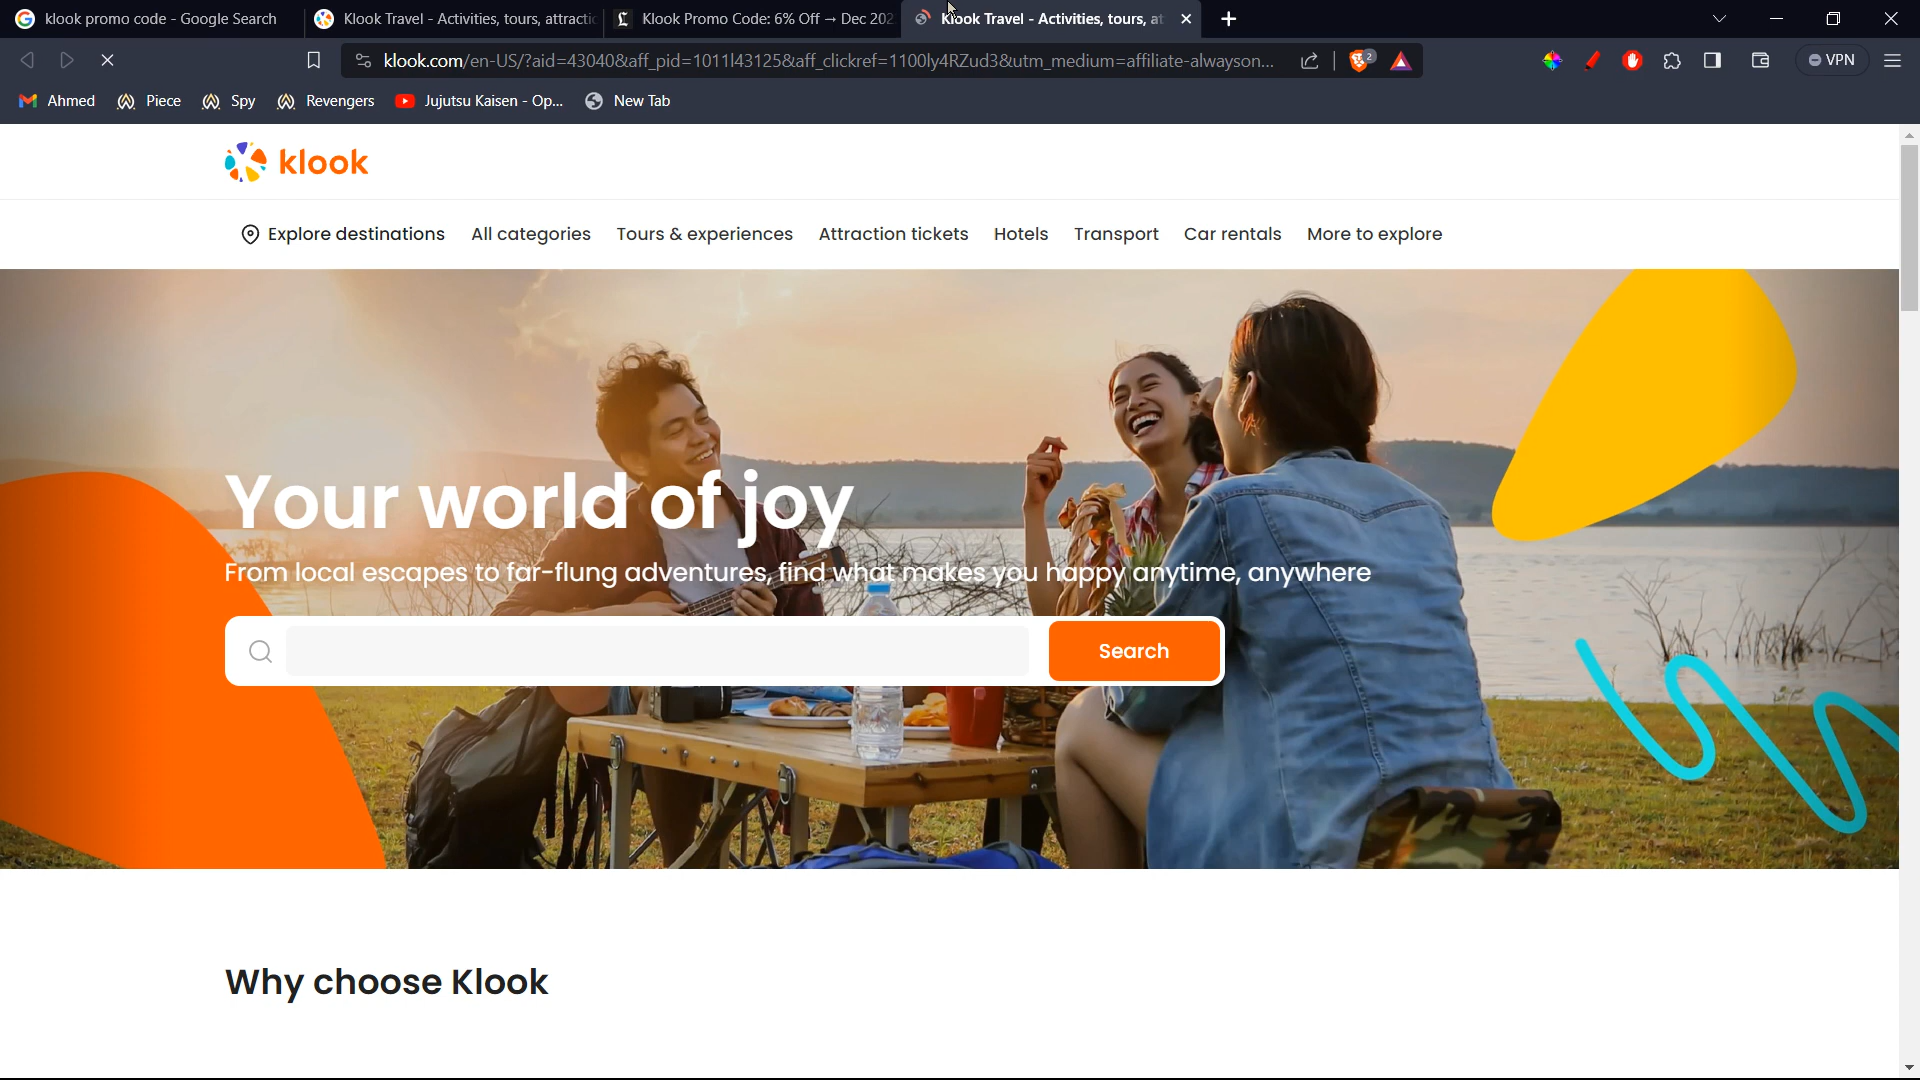 klook promo code - Google Search
Klook Travel - Activities, tours, attractic
Klook Promo Code: 6% Off → Dec 202
Klook Travel - Activities, tours, at
klook.com/en-US/?aid=43040&aff_pid=1011l43125&aff_clickref=1100ly4RZud3&utm_medium=affiliate-alwayson...
2
VPN
Ahmed Piece Spy Revengers Jujutsu Kaisen - Op... New Tab
klook
Explore destinations All categories Tours & experiences Attraction tickets Hotels Transport Car rentals More to explore
Your world of joy
From local escapes to far-flung adventures, find what makes you happy anytime, anywhere
Search
Why choose Klook